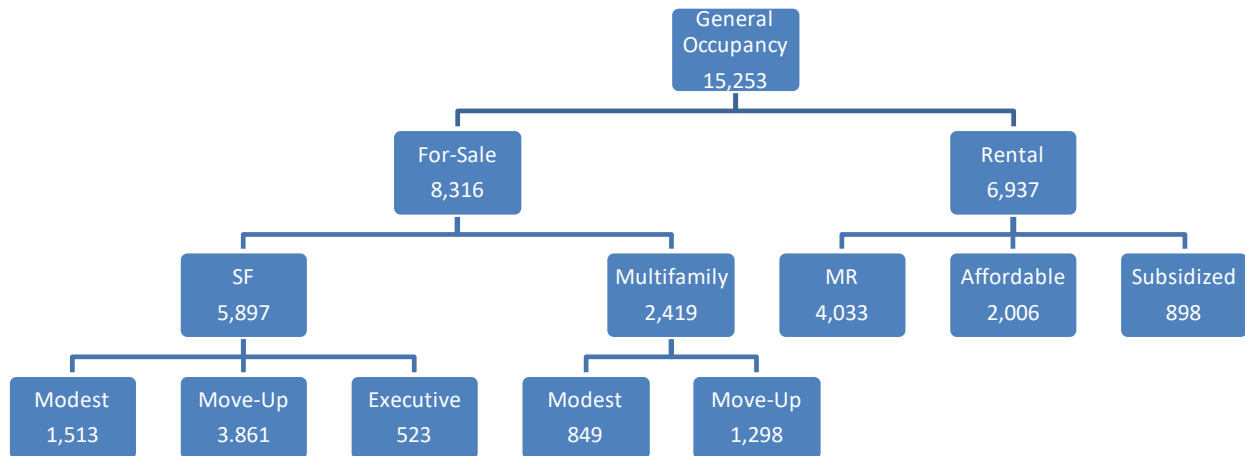 General
Occupancy
15,253
For-Sale
8,316
Rental
6,937
SF
5,897
Multifamily
2,419
MR
4,033
Affordable
2,006
Subsidized
898
Modest
1,513
Move-Up
3.861
Executive
523
Modest
849
Move-Up
1,298